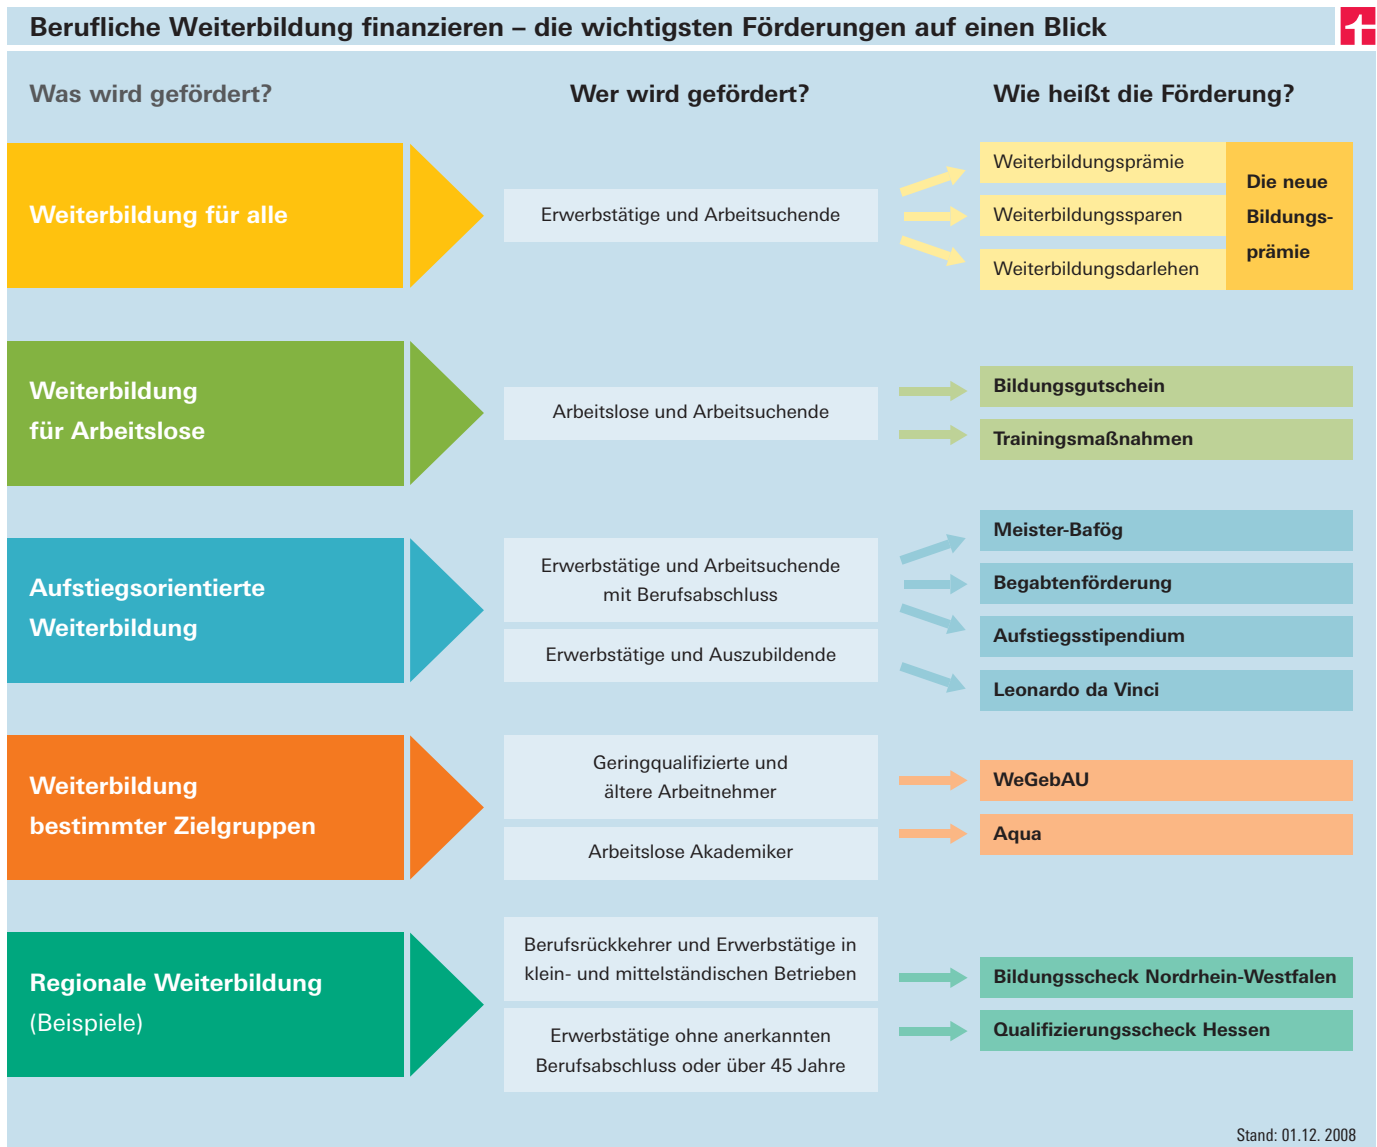 Berufliche Weiterbildung finanzieren – die wichtigsten Förderungen auf einen Blick
Was wird gefördert?
Wer wird gefördert?
Wie heißt die Förderung?
Weiterbildung für alle
Erwerbstätige und Arbeitsuchende
Weiterbildungsprämie
Weiterbildungssparen
Weiterbildungsdarlehen
Die neue
Bildungs-
prämie
Weiterbildung
für Arbeitslose
Arbeitslose und Arbeitsuchende
Bildungsgutschein
Trainingsmaßnahmen
Aufstiegsorientierte
Weiterbildung
Erwerbstätige und Arbeitsuchende
mit Berufsabschluss
Erwerbstätige und Auszubildende
Meister-Bafög
Begabtenförderung
Aufstiegsstipendium
Leonardo da Vinci
Weiterbildung
bestimmter Zielgruppen
Geringqualifizierte und
ältere Arbeitnehmer
Arbeitslose Akademiker
WeGebAU
Aqua
Regionale Weiterbildung
(Beispiele)
Berufsrückkehrer und Erwerbstätige in
klein- und mittelständischen Betrieben
Erwerbstätige ohne anerkannten
Berufsabschluss oder über 45 Jahre
Bildungsscheck Nordrhein-Westfalen
Qualifizierungsscheck Hessen
Stand: 01.12. 2008